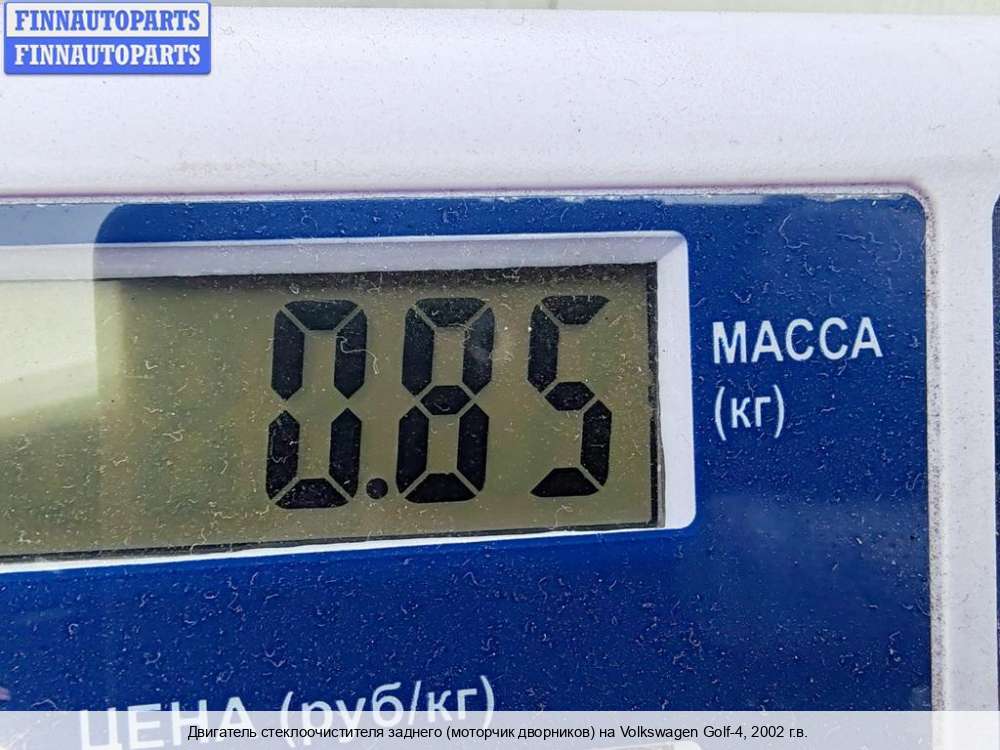 FINNAUTOPARTS
FINNAUTOPARTS
0.85
МАССА
(кг)
ЦЕНА (руб/кг)
Двигатель стеклоочистителя заднего (моторчик дворников) на Volkswagen Golf-4, 2002 г.в.